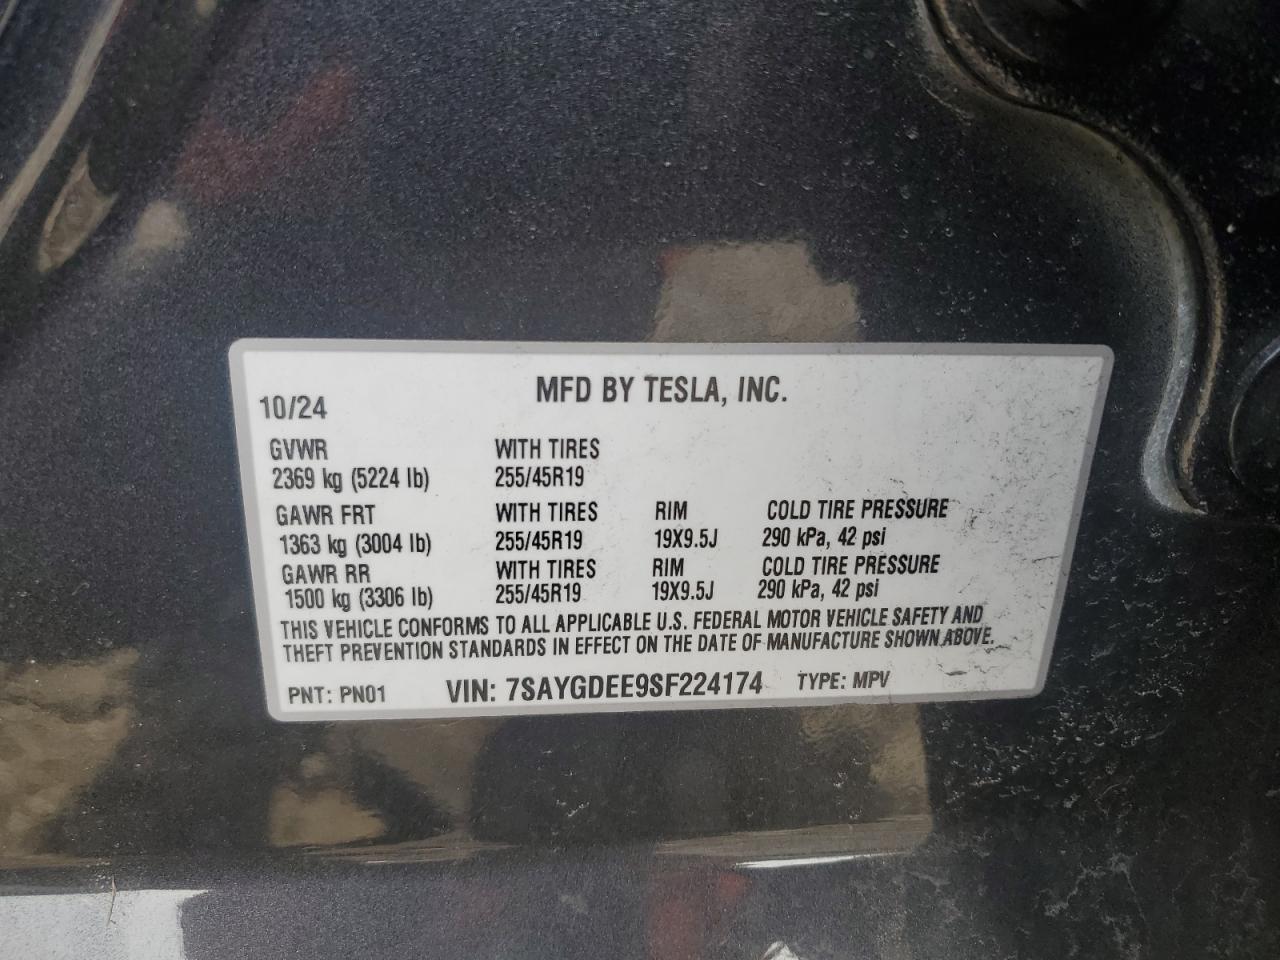 MFD BY TESLA, INC.
10/24
GVWR WITH TIRES
2369 kg (5224 lb) 255/45R19
GAWR FRT WITH TIRES RIM COLD TIRE PRESSURE
1363 kg (3004 lb) 255/45R19 19X9.5J 290 kPa, 42 psi
GAWR RR WITH TIRES RIM COLD TIRE PRESSURE
1500 kg (3306 lb) 255/45R19 19X9.5J 290 kPa, 42 psi
THIS VEHICLE CONFORMS TO ALL APPLICABLE U.S. FEDERAL MOTOR VEHICLE SAFETY AND
THEFT PREVENTION STANDARDS IN EFFECT ON THE DATE OF MANUFACTURE SHOWN ABOVE.
PNT: PN01 VIN: 7SAYGDEE9SF224174 TYPE: MPV